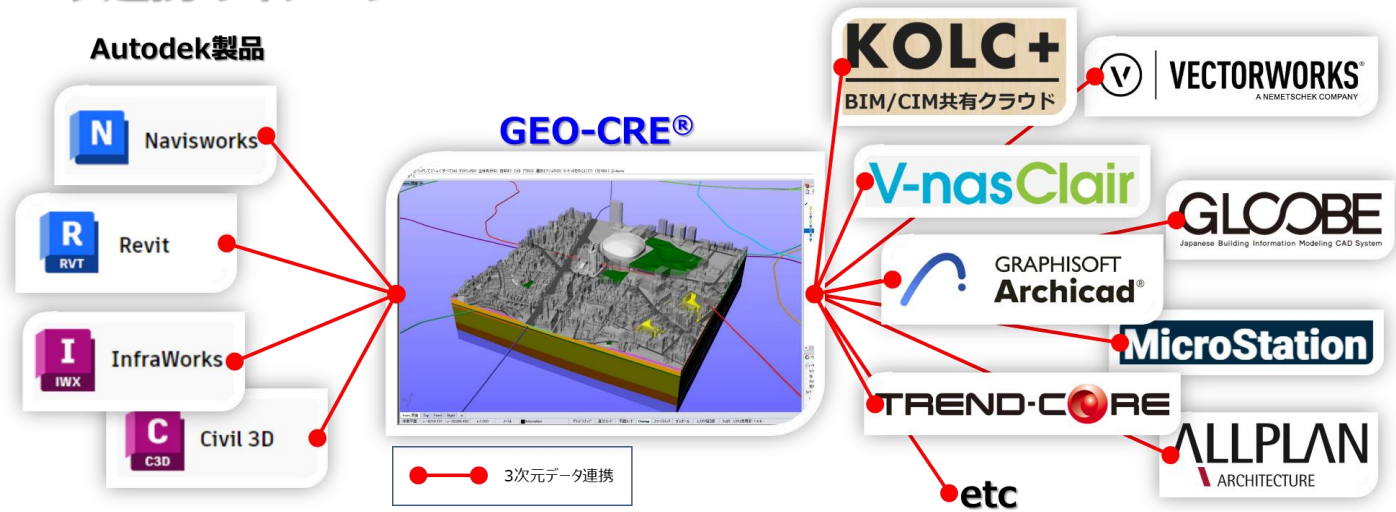 Autodek製品
N
Navisworks
R
RVT
Revit
I
IWX
InfraWorks
C
C3D
Civil 3D
GEO-CRE®
3次元データ連携
KOLC+
BIM/CIM共有クラウド
V
VECTORWORKS®
A NEMETSCHEK COMPANY
V-nasClair
GLOOBE
Japanese Building Information Modeling CAD System
GRAPHISOFT
Archicad®
MicroStation
TREND-CORE
ALLPLAN
ARCHITECTURE
etc